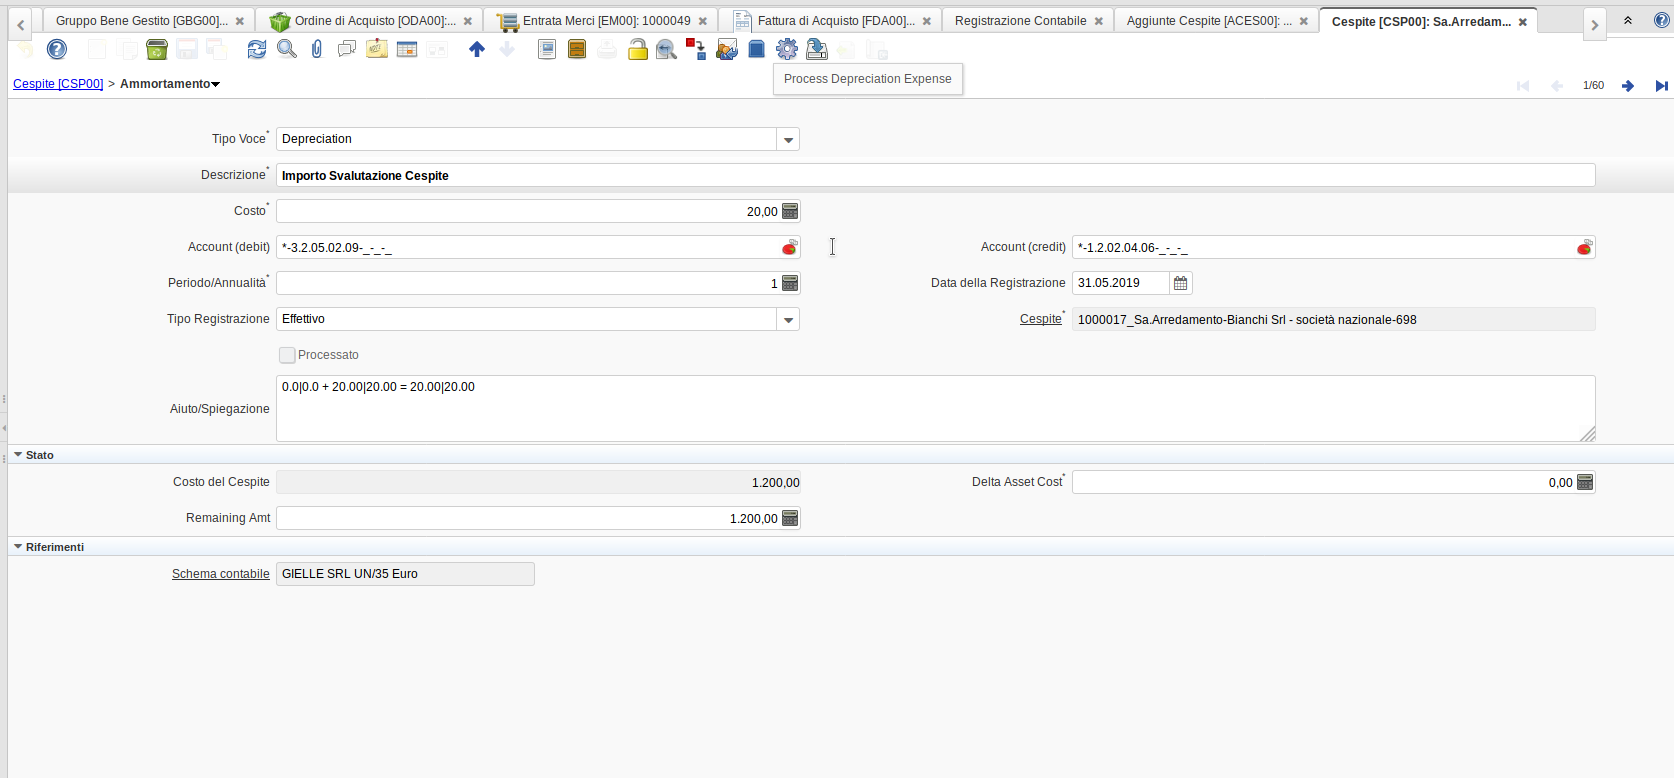 Gruppo Bene Gestito [GBG00]... Ordine di Acquisto [ODA00]:... Entrata Merci [EM00]: 1000049 Fattura di Acquisto [FDA00]... Registrazione Contabile Aggiunte Cespite [ACES00]: ... Cespite [CSP00]: Sa.Arredam...
Process Depreciation Expense
Cespite [CSP00] > Ammortamento 1/60
Tipo Voce* Depreciation
Descrizione* Importo Svalutazione Cespite
Costo* 20,00
Account (debit) *-3.2.05.02.09-_-_-_ Account (credit) *-1.2.02.04.06-_-_-_
Periodo/Annualità* 1 Data della Registrazione 31.05.2019
Tipo Registrazione Effettivo Cespite* 1000017_Sa.Arredamento-Bianchi Srl - società nazionale-698
Processato
Aiuto/Spiegazione 0.0|0.0 + 20.00|20.00 = 20.00|20.00
Stato
Costo del Cespite 1.200,00 Delta Asset Cost* 0,00
Remaining Amt 1.200,00
Riferimenti
Schema contabile GIELLE SRL UN/35 Euro